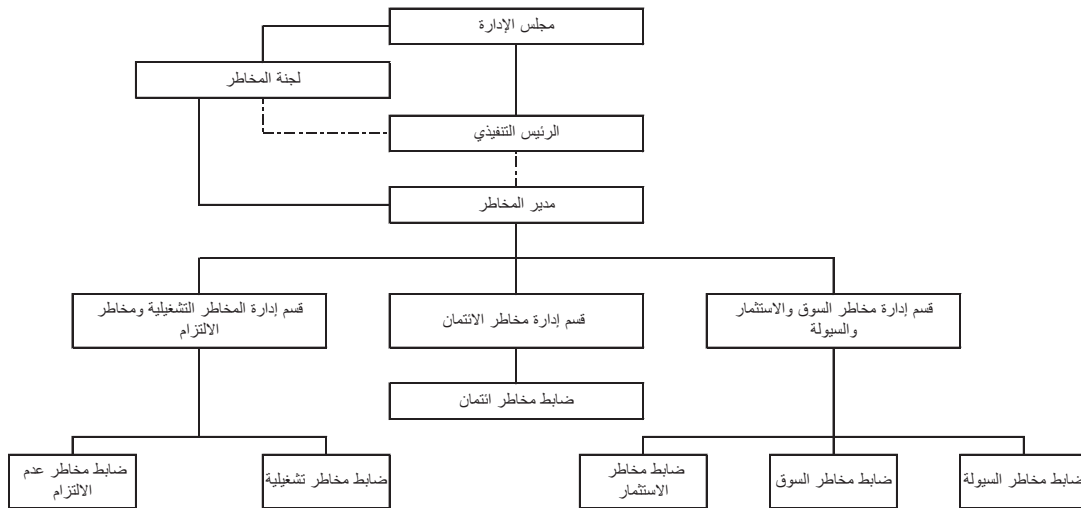 مجلس الإدارة
لجنة المخاطر
الرئيس التنفيذي
مدير المخاطر
قسم إدارة مخاطر السوق والاستثمار
والسيولة
قسم إدارة مخاطر الائتمان
قسم إدارة المخاطر التشغيلية ومخاطر
الالتزام
ضابط مخاطر ائتمان
ضابط مخاطر السيولة
ضابط مخاطر السوق
ضابط مخاطر
الاستثمار
ضابط مخاطر تشغيلية
ضابط مخاطر عدم
الالتزام